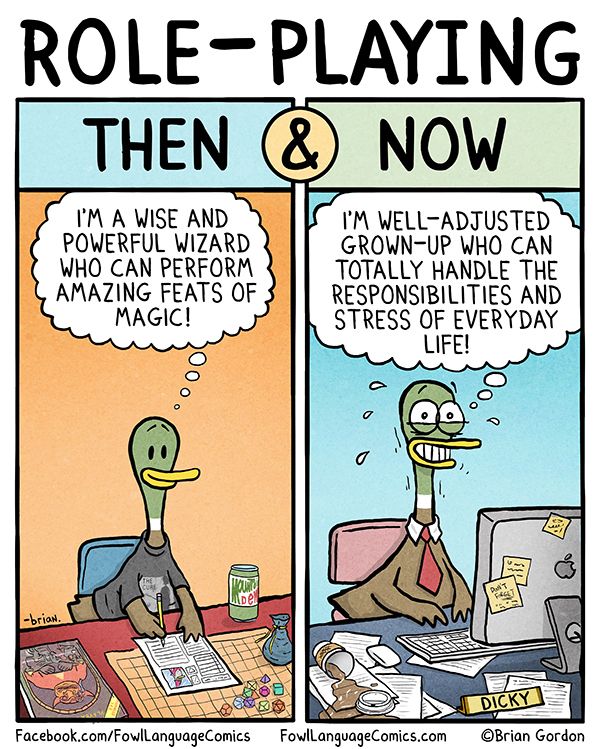 ROLE-PLAYING
THEN & NOW
I'M A WISE AND
POWERFUL WIZARD
WHO CAN PERFORM
AMAZING FEATS OF
MAGIC!
I'M WELL-ADJUSTED
GROWN-UP WHO CAN
TOTALLY HANDLE THE
RESPONSIBILITIES AND
STRESS OF EVERYDAY
LIFE!
THE
CURE
-brian.
DON'T
FORGET
DICKY
Facebook.com/FowlLanguageComics
FowlLanguageComics.com
©Brian Gordon